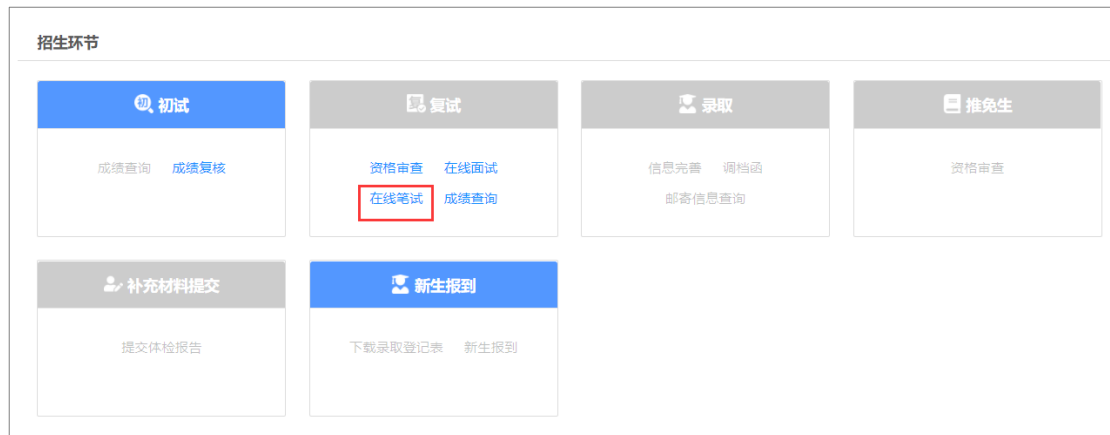 招生环节
初 初试
复 复试
录取
推免生
成绩查询 成绩复核
资格审查 在线面试
在线笔试 成绩查询
信息完善 调档函
邮寄信息查询
资格审查
补充材料提交
新生报到
提交体检报告
下载录取登记表 新生报到